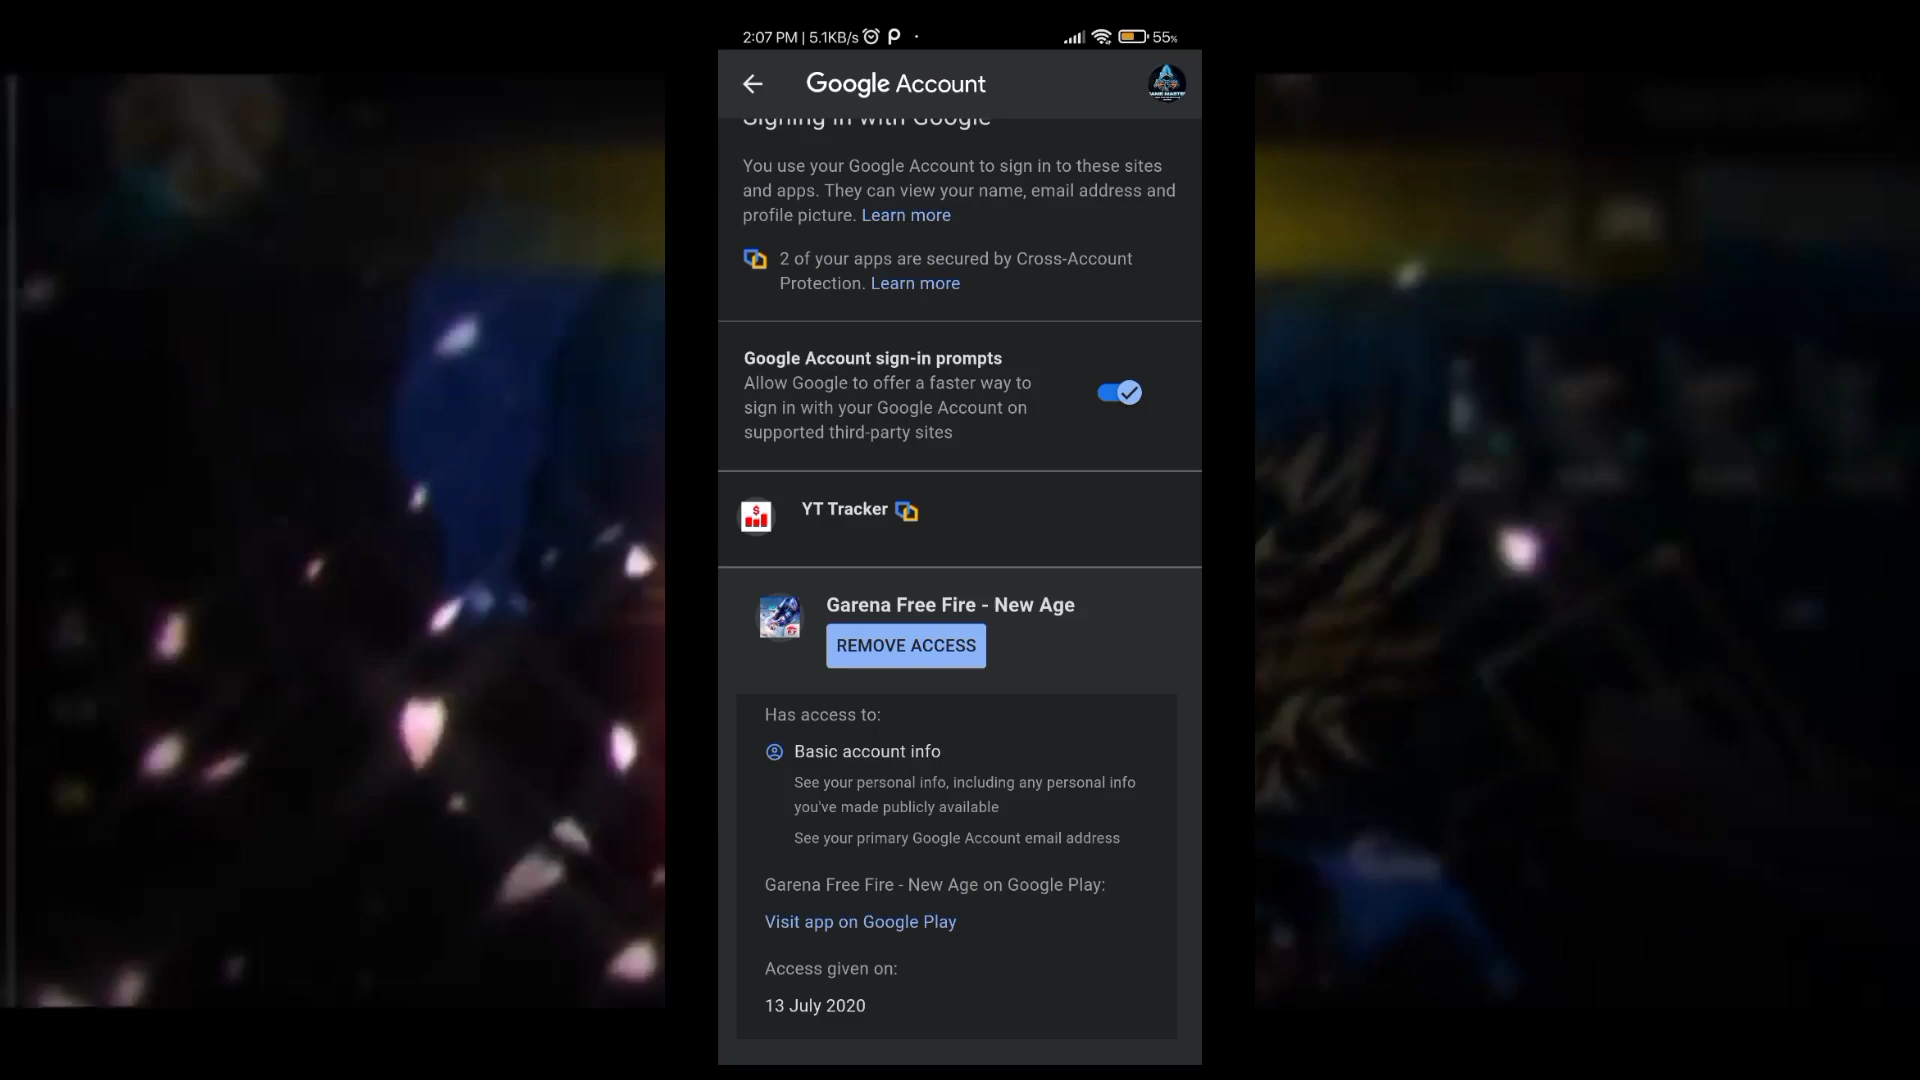 2:07 PM | 5.1KB/s
55%
Google Account
Signing in with Google
You use your Google Account to sign in to these sites
and apps. They can view your name, email address and
profile picture. Learn more
2 of your apps are secured by Cross-Account
Protection. Learn more
Google Account sign-in prompts
Allow Google to offer a faster way to
sign in with your Google Account on
supported third-party sites
YT Tracker
Garena Free Fire - New Age
REMOVE ACCESS
Has access to:
Basic account info
See your personal info, including any personal info
you've made publicly available
See your primary Google Account email address
Garena Free Fire - New Age on Google Play:
Visit app on Google Play
Access given on:
13 July 2020